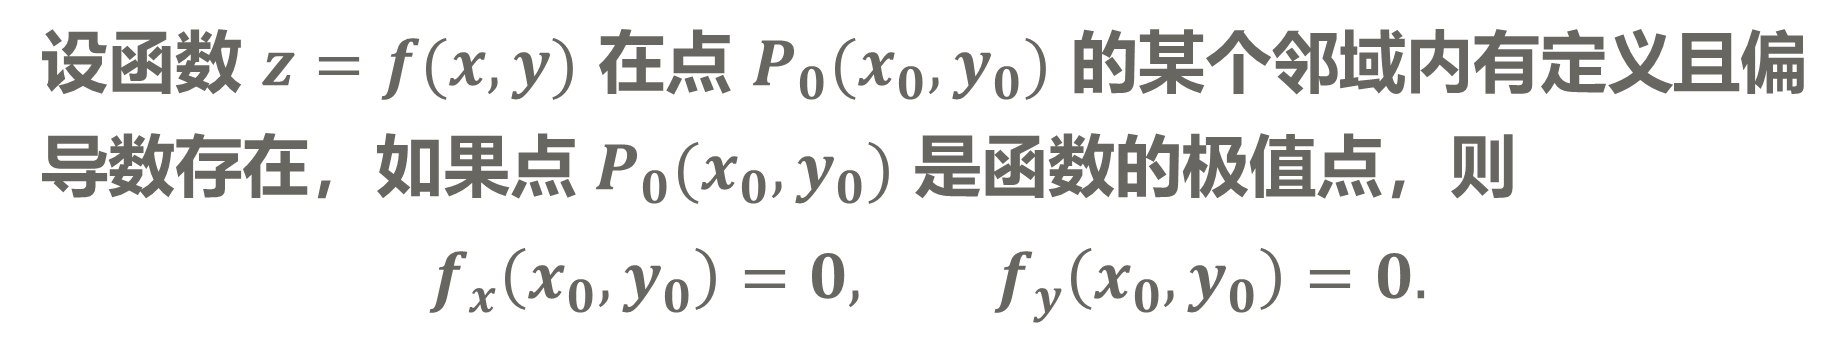 设函数 z = f(x, y) 在点 P₀(x₀, y₀) 的某个邻域内有定义且偏
导数存在，如果点 P₀(x₀, y₀) 是函数的极值点，则
fₓ(x₀, y₀) = 0, f_y(x₀, y₀) = 0.